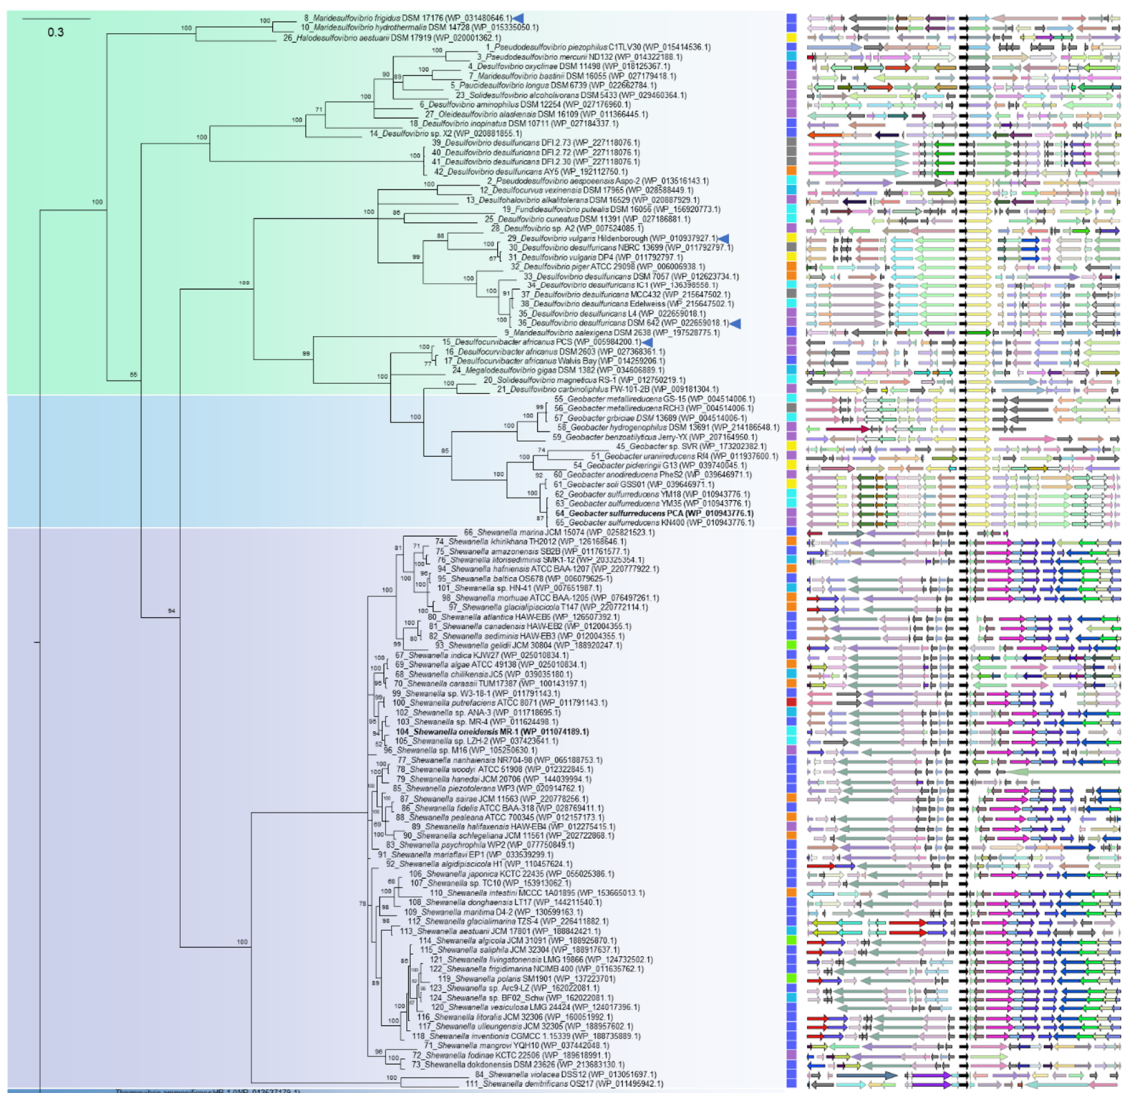 0.3
8_Maridesulfovibrio frigidus DSM 17176 (WP_031480646.1)
10_Maridesulfovibrio hydrothermalis DSM 14728 (WP_015335050.1)
26_Halodesulfovibrio aestuarii DSM 17919 (WP_020001362.1)
1_Pseudodesulfovibrio piezophilus C1TLV30 (WP_015414536.1)
3_Pseudodesulfovibrio mercurii ND132 (WP_014322188.1)
4_Desulfovibrio oxyclinae DSM 11498 (WP_018125367.1)
7_Maridesulfovibrio bastinii DSM 16055 (WP_027179418.1)
5_Paucidesulfovibrio longus DSM 6739 (WP_022662784.1)
23_Solidesulfovibrio alcoholivorans DSM 5433 (WP_029460364.1)
6_Desulfovibrio aminophilus DSM 12254 (WP_027176960.1)
27_Oleidesulfovibrio alaskensis DSM 16109 (WP_011366445.1)
18_Desulfovibrio inopinatus DSM 10711 (WP_027184337.1)
14_Desulfovibrio sp. X2 (WP_020881855.1)
39_Desulfovibrio desulfuricans DFI.2.73 (WP_227118076.1)
40_Desulfovibrio desulfuricans DFI.2.72 (WP_227118076.1)
41_Desulfovibrio desulfuricans DFI.2.30 (WP_227118076.1)
42_Desulfovibrio desulfuricans AY5 (WP_192112750.1)
2_Pseudodesulfovibrio aespoeensis Aspo-2 (WP_013516143.1)
12_Desulfocurvus vexinensis DSM 17965 (WP_028588449.1)
13_Desulfohalovibrio alkalitolerans DSM 16529 (WP_020887929.1)
19_Fundidesulfovibrio putealis DSM 16056 (WP_156920773.1)
25_Desulfovibrio cuneatus DSM 11391 (WP_027186881.1)
28_Desulfovibrio sp. A2 (WP_007524085.1)
29_Desulfovibrio vulgaris Hildenborough (WP_010937927.1)
30_Desulfovibrio desulfuricans NBRC 13699 (WP_011792797.1)
31_Desulfovibrio vulgaris DP4 (WP_011792797.1)
32_Desulfovibrio piger ATCC 29098 (WP_006006938.1)
33_Desulfovibrio desulfuricans DSM 7057 (WP_012623734.1)
34_Desulfovibrio desulfuricans IC1 (WP_136398558.1)
37_Desulfovibrio desulfuricans MCC432 (WP_215647502.1)
38_Desulfovibrio desulfuricans Edelweiss (WP_215647502.1)
35_Desulfovibrio desulfuricans L4 (WP_022659018.1)
36_Desulfovibrio desulfuricans DSM 642 (WP_022659018.1)
9_Maridesulfovibrio salexigens DSM 2638 (WP_197528775.1)
15_Desulfocurvibacter africanus PCS (WP_005984200.1)
16_Desulfocurvibacter africanus DSM 2603 (WP_027368361.1)
17_Desulfocurvibacter africanus Walvis Bay (WP_014259206.1)
24_Megalodesulfovibrio gigas DSM 1382 (WP_034606889.1)
20_Solidesulfovibrio magneticus RS-1 (WP_012750219.1)
21_Desulfovibrio carbinoliphilus FW-101-2B (WP_009181304.1)
55_Geobacter metallireducens GS-15 (WP_004514006.1)
56_Geobacter metallireducens RCH3 (WP_004514006.1)
57_Geobacter grbiciae DSM 13689 (WP_004514006.1)
58_Geobacter hydrogenophilus DSM 13691 (WP_214186548.1)
59_Geobacter benzoatilyticus Jerry-YX (WP_207164950.1)
45_Geobacter sp. SVR (WP_173202382.1)
51_Geobacter uraniireducens Rf4 (WP_011937600.1)
54_Geobacter pickeringii G13 (WP_039740045.1)
60_Geobacter anodireducens PheS2 (WP_039646971.1)
61_Geobacter soli GSS01 (WP_039646971.1)
62_Geobacter sulfurreducens YM18 (WP_010943776.1)
63_Geobacter sulfurreducens YM35 (WP_010943776.1)
64_Geobacter sulfurreducens PCA (WP_010943776.1)
65_Geobacter sulfurreducens KN400 (WP_010943776.1)
66_Shewanella marina JCM 15074 (WP_025821523.1)
74_Shewanella khirikhana TH2012 (WP_126168646.1)
75_Shewanella amazonensis SB2B (WP_011761577.1)
76_Shewanella litorisediminis SMK1-12 (WP_203325354.1)
94_Shewanella hafniensis ATCC BAA-1207 (WP_220777922.1)
95_Shewanella baltica OS678 (WP_006079625-1)
101_Shewanella sp. HN-41 (WP_007651987.1)
98_Shewanella morhuae ATCC BAA-1205 (WP_076497261.1)
97_Shewanella glacialipiscicola T147 (WP_220772114.1)
80_Shewanella atlantica HAW-EB5 (WP_126507392.1)
81_Shewanella canadensis HAW-EB2 (WP_012004355.1)
82_Shewanella sediminis HAW-EB3 (WP_012004355.1)
93_Shewanella gelidii JCM 30804 (WP_188920247.1)
67_Shewanella indica KJW27 (WP_025010834.1)
69_Shewanella algae ATCC 49138 (WP_025010834.1)
68_Shewanella chilikensis JC5 (WP_039035180.1)
70_Shewanella carassii TUM17387 (WP_100143197.1)
99_Shewanella sp. W3-18-1 (WP_011791143.1)
100_Shewanella putrefaciens ATCC 8071 (WP_011791143.1)
102_Shewanella sp. ANA-3 (WP_011718695.1)
103_Shewanella sp. MR-4 (WP_011624498.1)
104_Shewanella oneidensis MR-1 (WP_011074189.1)
105_Shewanella sp. LZH-2 (WP_037423641.1)
96_Shewanella sp. M16 (WP_105250630.1)
77_Shewanella nanhaiensis NR704-98 (WP_065188753.1)
78_Shewanella woodyi ATCC 51908 (WP_012322845.1)
79_Shewanella hanedai JCM 20706 (WP_144039994.1)
85_Shewanella piezotolerans WP3 (WP_020914762.1)
87_Shewanella sairae JCM 11563 (WP_220778256.1)
86_Shewanella fidelis ATCC BAA-318 (WP_028769411.1)
88_Shewanella pealeana ATCC 700345 (WP_012157173.1)
89_Shewanella halifaxensis HAW-EB4 (WP_012275415.1)
90_Shewanella schlegeliana JCM 11561 (WP_202722868.1)
83_Shewanella psychrophila WP2 (WP_077750849.1)
91_Shewanella marisflavi EP1 (WP_033539299.1)
92_Shewanella algidipiscicola H1 (WP_110457624.1)
106_Shewanella japonica KCTC 22435 (WP_055025386.1)
107_Shewanella sp. TC10 (WP_153913062.1)
110_Shewanella intestini MCCC 1A01895 (WP_153665013.1)
108_Shewanella donghaensis LT17 (WP_144211540.1)
109_Shewanella maritima D4-2 (WP_130599163.1)
112_Shewanella glacialimarina TZS-4 (WP_226411882.1)
113_Shewanella aestuarii JCM 17801 (WP_188842421.1)
114_Shewanella algicola JCM 31091 (WP_188925870.1)
115_Shewanella saliphila JCM 32304 (WP_188917637.1)
121_Shewanella livingstonensis LMG 19866 (WP_124732502.1)
122_Shewanella frigidimarina NCIMB 400 (WP_011635762.1)
119_Shewanella polaris SM1901 (WP_137223701)
123_Shewanella sp. Arc9-LZ (WP_162022081.1)
124_Shewanella sp. BF02_Schw (WP_162022081.1)
120_Shewanella vesiculosa LMG 24424 (WP_124017396.1)
116_Shewanella litoralis JCM 32306 (WP_160051992.1)
117_Shewanella ulleungensis JCM 32305 (WP_188957602.1)
118_Shewanella inventionis CGMCC 1.15339 (WP_188735889.1)
71_Shewanella mangrovi YQH10 (WP_037442048.1)
72_Shewanella fodinae KCTC 22506 (WP_189618991.1)
73_Shewanella dokdonensis DSM 23626 (WP_213683130.1)
84_Shewanella violacea DSS12 (WP_013051697.1)
111_Shewanella denitrificans OS217 (WP_011495942.1)